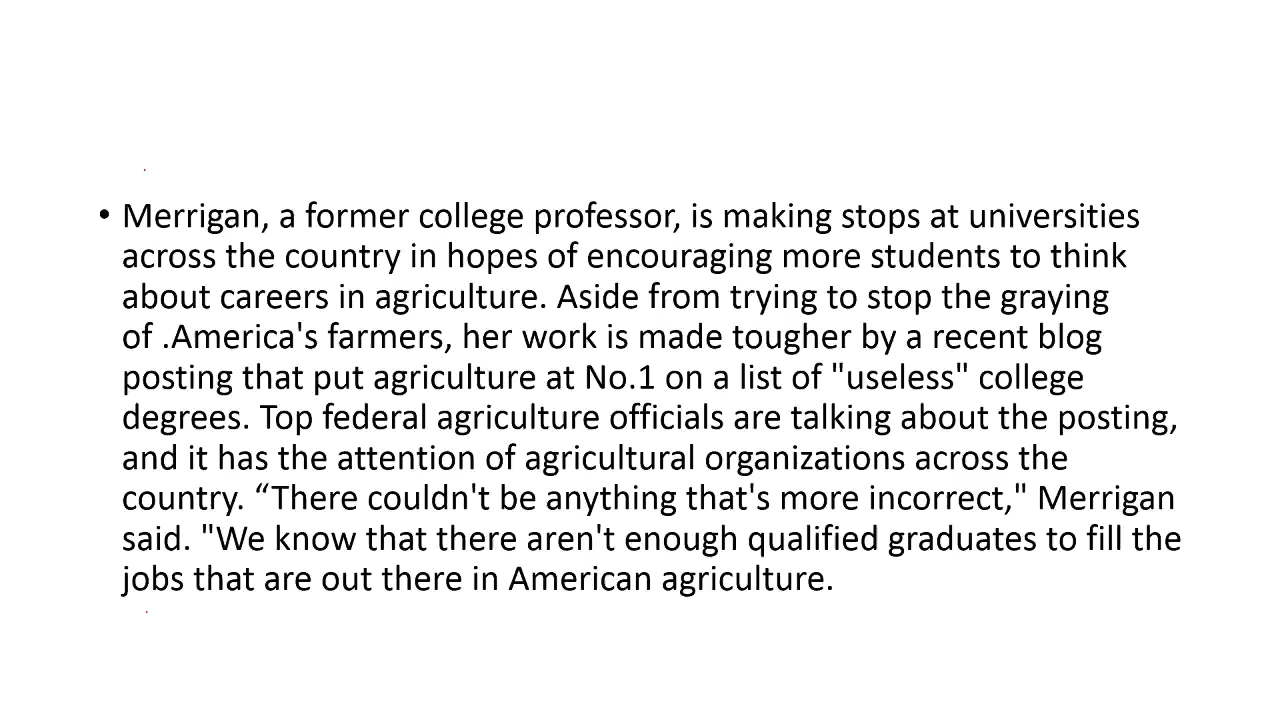 • Merrigan, a former college professor, is making stops at universities
across the country in hopes of encouraging more students to think
about careers in agriculture. Aside from trying to stop the graying
of .America's farmers, her work is made tougher by a recent blog
posting that put agriculture at No.1 on a list of "useless" college
degrees. Top federal agriculture officials are talking about the posting,
and it has the attention of agricultural organizations across the
country. “There couldn't be anything that's more incorrect," Merrigan
said. "We know that there aren't enough qualified graduates to fill the
jobs that are out there in American agriculture.